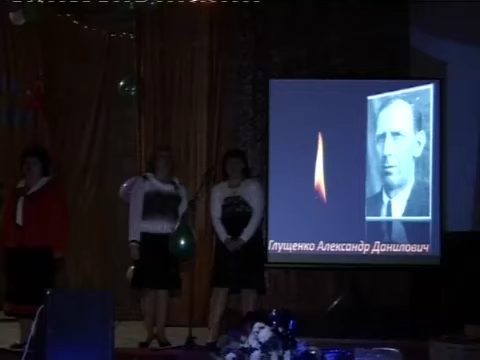 Глущенко Александр Данилович